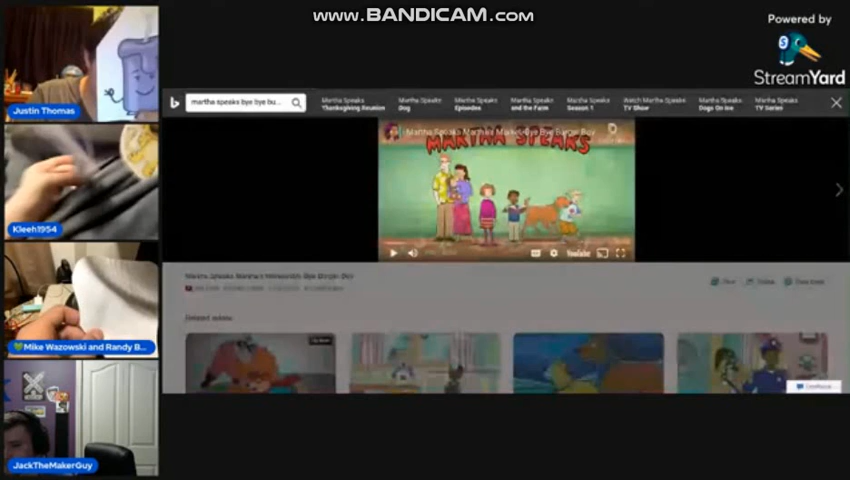 www.BANDICAM.com
Powered by
StreamYard
martha speaks bye bye bu...
Martha Speaks Thanksgiving Reunion
Martha Speaks Dog
Martha Speaks Episodes
Martha Speaks and the Farm
Martha Speaks Season 1
Watch Martha Speaks TV Show
Martha Speaks Dogs On Ice
Martha Speaks TV Series
MARTHA SPEAKS
YouTube
Related videos
Justin Thomas
Kleeh1954
💚Mike Wazowski and Randy B...
JackTheMakerGuy